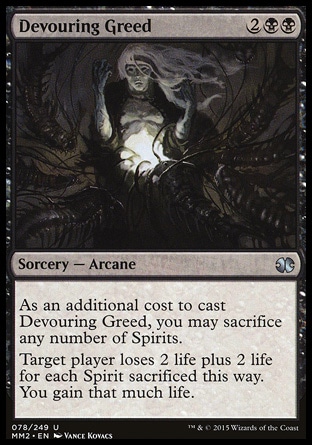 Devouring Greed 2
Sorcery — Arcane
As an additional cost to cast
Devouring Greed, you may sacrifice
any number of Spirits.
Target player loses 2 life plus 2 life
for each Spirit sacrificed this way.
You gain that much life.
078/249 U
MM2 • EN Vance Kovacs
™ & © 2015 Wizards of the Coast